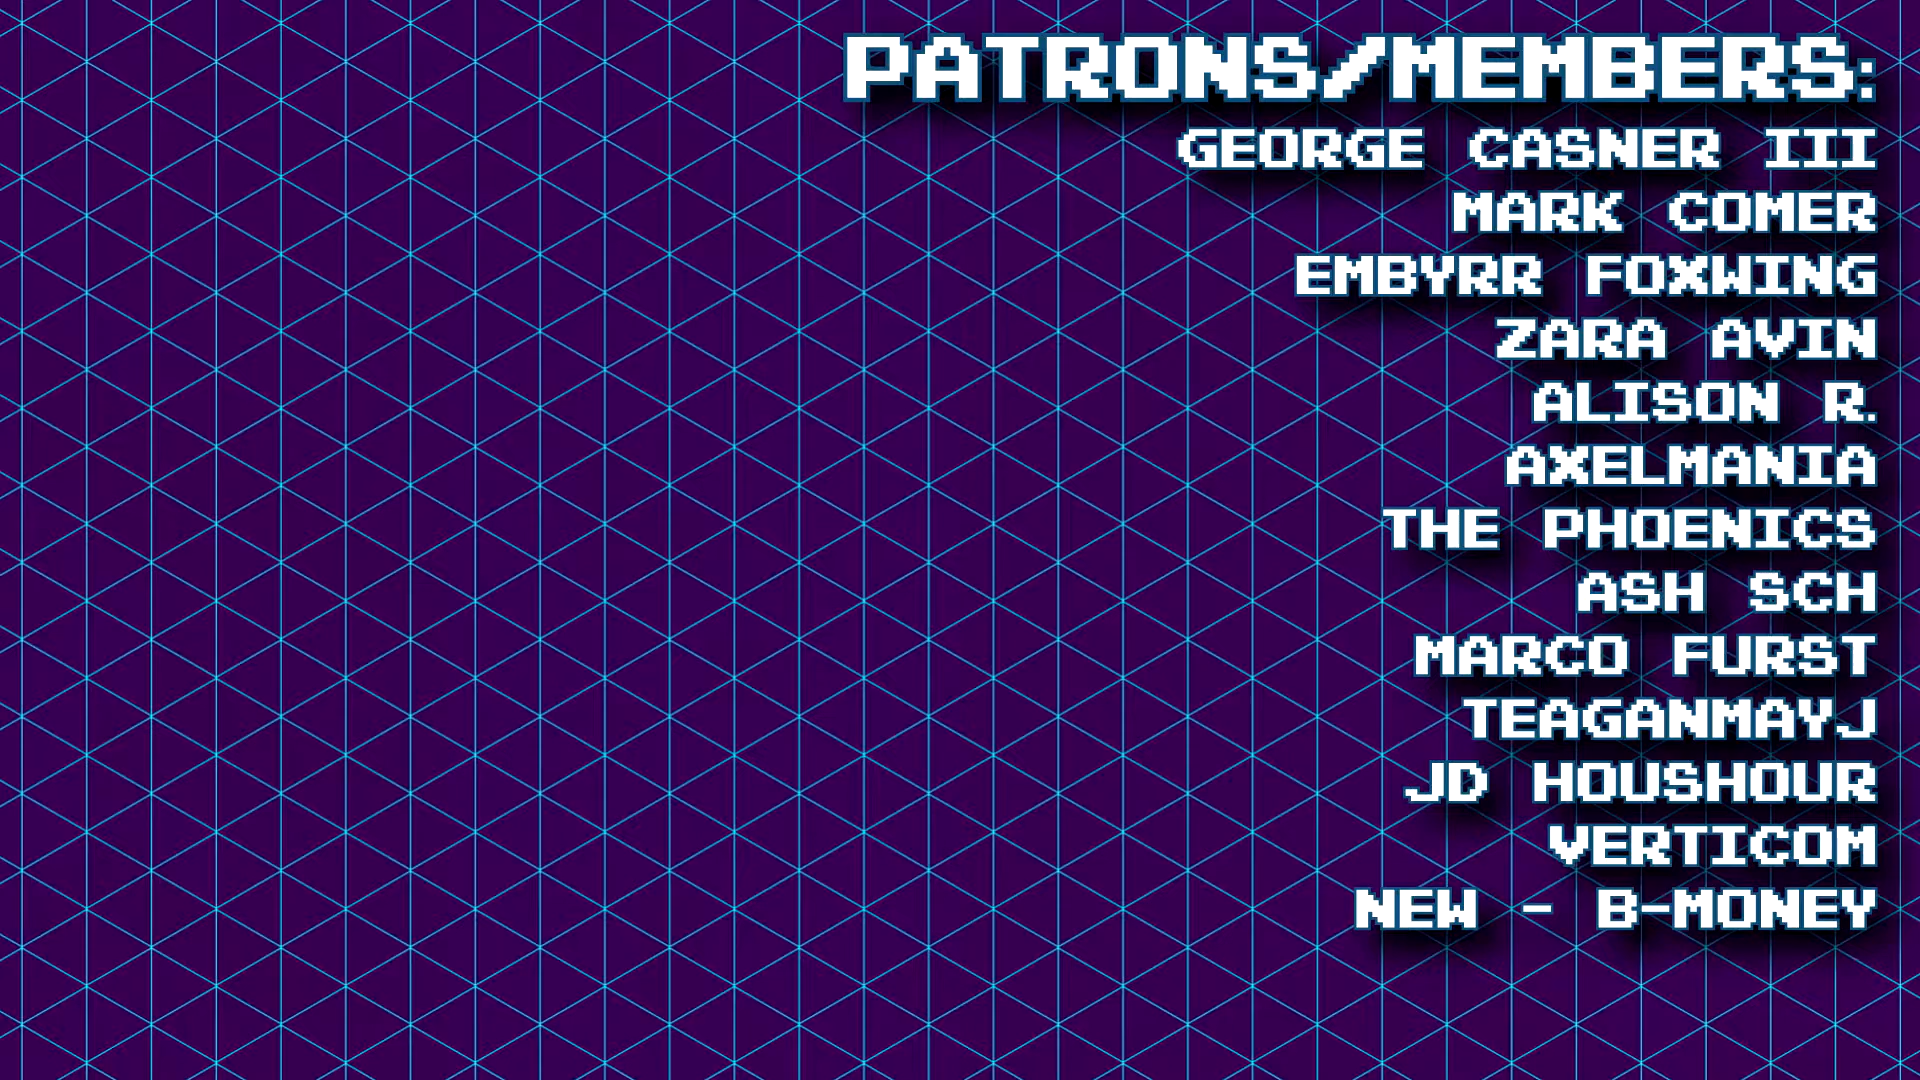 PATRONS/MEMBERS:
GEORGE CASNER III
MARK COMER
EMBYRR FOXWING
ZARA AVIN
ALISON R.
AXELMANIA
THE PHOENICS
ASH SCH
MARCO FURST
TEAGANMAYJ
JD HOUSHOUR
VERTICOM
NEW - B-MONEY